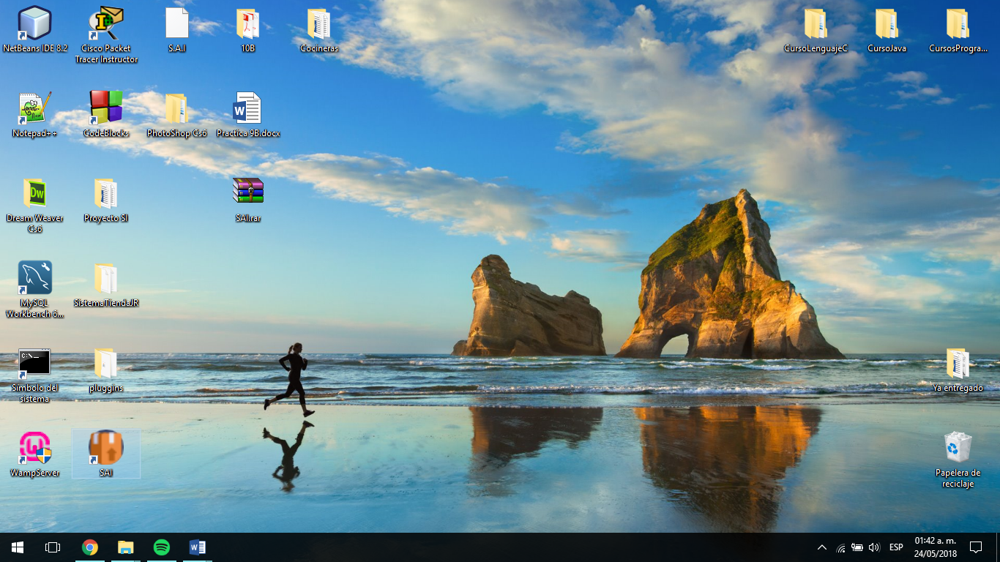 NetBeans IDE 8.2
Cisco Packet
Tracer Instructor
S.A.I
10B
Cocineras
CursoLenguajeC
CursoJava
CursosProgra...
Notepad++
CodeBlocks
PhotoShop Cs6
Practica 9B.docx
Dream Weaver
Cs6
Proyecto SI
SAI.rar
MySQL
Workbench 6...
SistemaTiendaJR
Símbolo del
sistema
pluggins
Ya entregado
WampServer
SAI
Papelera de
reciclaje
ESP
01:42 a. m.
24/05/2018